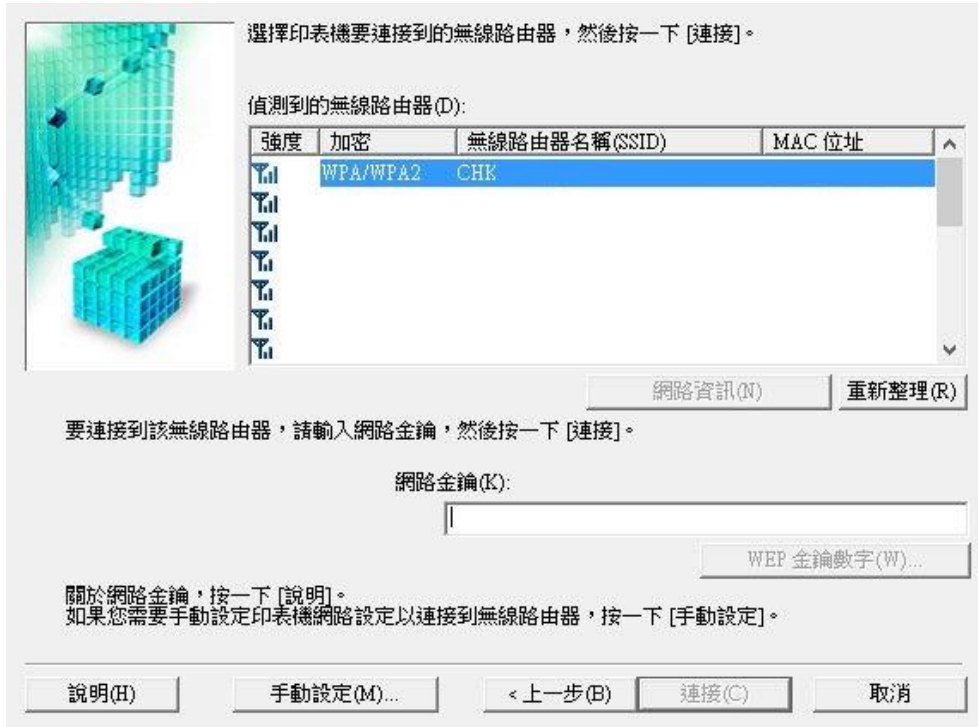 選擇印表機要連接到的無線路由器，然後按一下 [連接]。
偵測到的無線路由器(D):
強度 加密 無線路由器名稱(SSID) MAC 位址
WPA/WPA2 CHK
網路資訊(N) 重新整理(R)
要連接到該無線路由器，請輸入網路金鑰，然後按一下 [連接]。
網路金鑰(K):
WEP 金鑰數字(W)...
關於網路金鑰，按一下 [說明]。
如果您需要手動設定印表機網路設定以連接到無線路由器，按一下 [手動設定]。
說明(H) 手動設定(M)... < 上一步(B) 連接(C) 取消